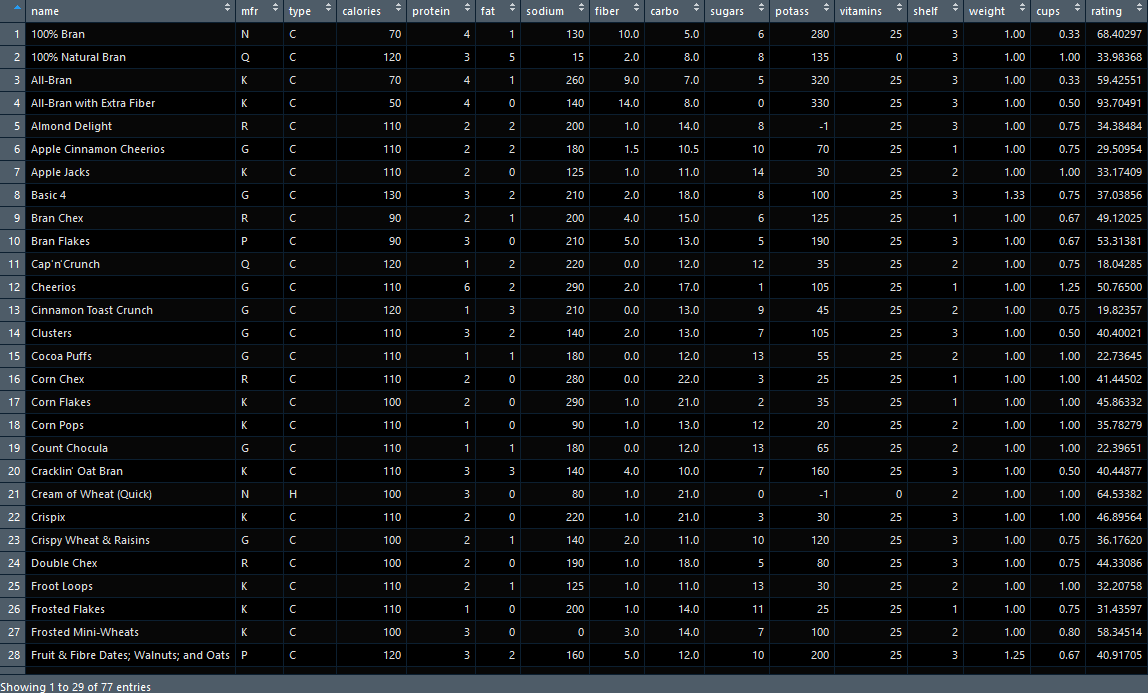 name mfr type calories protein fat sodium fiber carbo sugars potass vitamins shelf weight cups rating
1 100% Bran N C 70 4 1 130 10.0 5.0 6 280 25 3 1.00 0.33 68.40297
2 100% Natural Bran Q C 120 3 5 15 2.0 8.0 8 135 0 3 1.00 1.00 33.98368
3 All-Bran K C 70 4 1 260 9.0 7.0 5 320 25 3 1.00 0.33 59.42551
4 All-Bran with Extra Fiber K C 50 4 0 140 14.0 8.0 0 330 25 3 1.00 0.50 93.70491
5 Almond Delight R C 110 2 2 200 1.0 14.0 8 -1 25 3 1.00 0.75 34.38484
6 Apple Cinnamon Cheerios G C 110 2 2 180 1.5 10.5 10 70 25 1 1.00 0.75 29.50954
7 Apple Jacks K C 110 2 0 125 1.0 11.0 14 30 25 2 1.00 1.00 33.17409
8 Basic 4 G C 130 3 2 210 2.0 18.0 8 100 25 3 1.33 0.75 37.03856
9 Bran Chex R C 90 2 1 200 4.0 15.0 6 125 25 1 1.00 0.67 49.12025
10 Bran Flakes P C 90 3 0 210 5.0 13.0 5 190 25 3 1.00 0.67 53.31381
11 Cap'n'Crunch Q C 120 1 2 220 0.0 12.0 12 35 25 2 1.00 0.75 18.04285
12 Cheerios G C 110 6 2 290 2.0 17.0 1 105 25 1 1.00 1.25 50.76500
13 Cinnamon Toast Crunch G C 120 1 3 210 0.0 13.0 9 45 25 2 1.00 0.75 19.82357
14 Clusters G C 110 3 2 140 2.0 13.0 7 105 25 3 1.00 0.50 40.40021
15 Cocoa Puffs G C 110 1 1 180 0.0 12.0 13 55 25 2 1.00 1.00 22.73645
16 Corn Chex R C 110 2 0 280 0.0 22.0 3 25 25 1 1.00 1.00 41.44502
17 Corn Flakes K C 100 2 0 290 1.0 21.0 2 35 25 1 1.00 1.00 45.86332
18 Corn Pops K C 110 1 0 90 1.0 13.0 12 20 25 2 1.00 1.00 35.78279
19 Count Chocula G C 110 1 1 180 0.0 12.0 13 65 25 2 1.00 1.00 22.39651
20 Cracklin' Oat Bran K C 110 3 3 140 4.0 10.0 7 160 25 3 1.00 0.50 40.44877
21 Cream of Wheat (Quick) N H 100 3 0 80 1.0 21.0 0 -1 0 2 1.00 1.00 64.53382
22 Crispix K C 110 2 0 220 1.0 21.0 3 30 25 3 1.00 1.00 46.89564
23 Crispy Wheat & Raisins G C 100 2 1 140 2.0 11.0 10 120 25 3 1.00 0.75 36.17620
24 Double Chex R C 100 2 0 190 1.0 18.0 5 80 25 3 1.00 0.75 44.33086
25 Froot Loops K C 110 2 1 125 1.0 11.0 13 30 25 2 1.00 1.00 32.20758
26 Frosted Flakes K C 110 1 0 200 1.0 14.0 11 25 25 1 1.00 0.75 31.43597
27 Frosted Mini-Wheats K C 100 3 0 0 3.0 14.0 7 100 25 2 1.00 0.80 58.34514
28 Fruit & Fibre Dates; Walnuts; and Oats P C 120 3 2 160 5.0 12.0 10 200 25 3 1.25 0.67 40.91705
Showing 1 to 29 of 77 entries